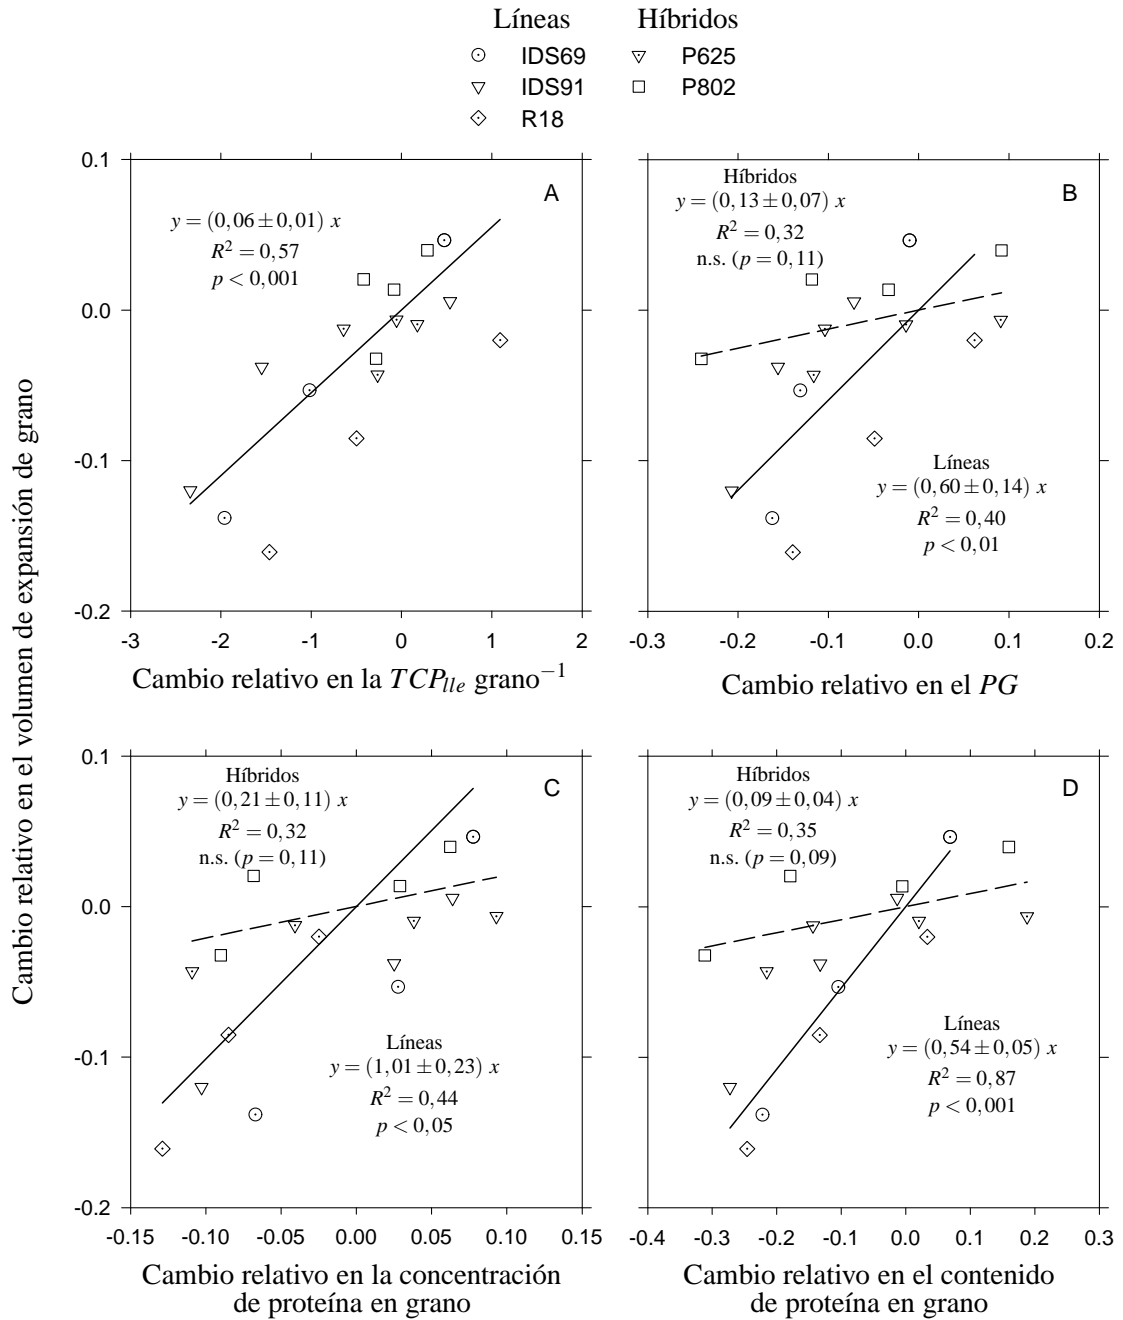 Líneas Híbridos
IDS69 P625
IDS91 P802
R18
Cambio relativo en el volumen de expansión de grano
A
y = (0,06±0,01) x
R² = 0,57
p < 0,001
0.1
0.0
-0.1
-0.2
-3 -2 -1 0 1 2
Cambio relativo en la TCP_lle grano⁻¹
B
Híbridos
y = (0,13±0,07) x
R² = 0,32
n.s. (p = 0,11)
Líneas
y = (0,60±0,14) x
R² = 0,40
p < 0,01
-0.3 -0.2 -0.1 0.0 0.1 0.2
Cambio relativo en el PG
C
Híbridos
y = (0,21±0,11) x
R² = 0,32
n.s. (p = 0,11)
Líneas
y = (1,01±0,23) x
R² = 0,44
p < 0,05
0.1
0.0
-0.1
-0.2
-0.15 -0.10 -0.05 0.00 0.05 0.10 0.15
Cambio relativo en la concentración
de proteína en grano
D
Híbridos
y = (0,09±0,04) x
R² = 0,35
n.s. (p = 0,09)
Líneas
y = (0,54±0,05) x
R² = 0,87
p < 0,001
-0.4 -0.3 -0.2 -0.1 0.0 0.1 0.2 0.3
Cambio relativo en el contenido
de proteína en grano